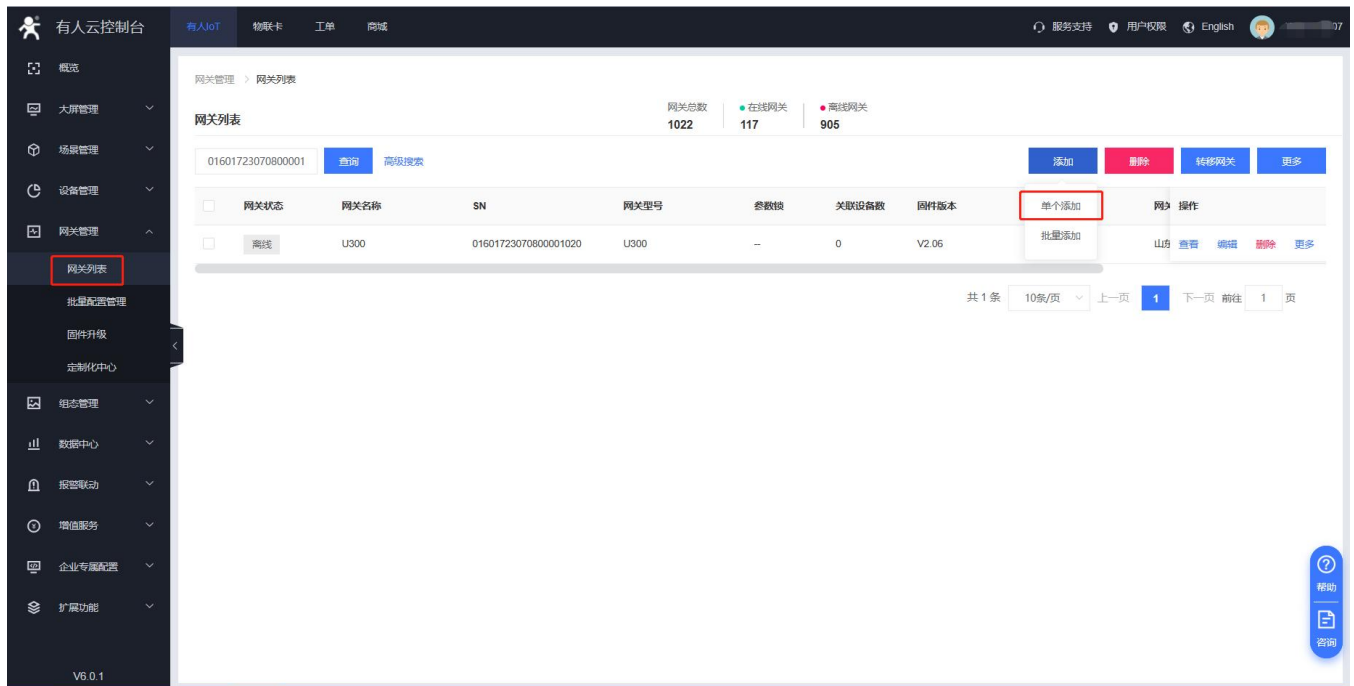 有人云控制台
有人IoT 物联卡 工单 商城
服务支持 用户权限 English 07
概览
大屏管理
场景管理
设备管理
网关管理
网关列表
批量配置管理
固件升级
定制化中心
组态管理
数据中心
报警联动
增值服务
企业专属配置
扩展功能
V6.0.1
网关管理 > 网关列表
网关列表
网关总数 在线网关 离线网关
1022 117 905
01601723070800001 查询 高级搜索 添加 删除 转移网关 更多
单个添加
批量添加
网关状态 网关名称 SN 网关型号 参数锁 关联设备数 固件版本 网关 操作
离线 U300 01601723070800001020 U300 -- 0 V2.06 山东 查看 编辑 删除 更多
共 1 条 10条/页 上一页 1 下一页 前往 1 页
帮助
咨询